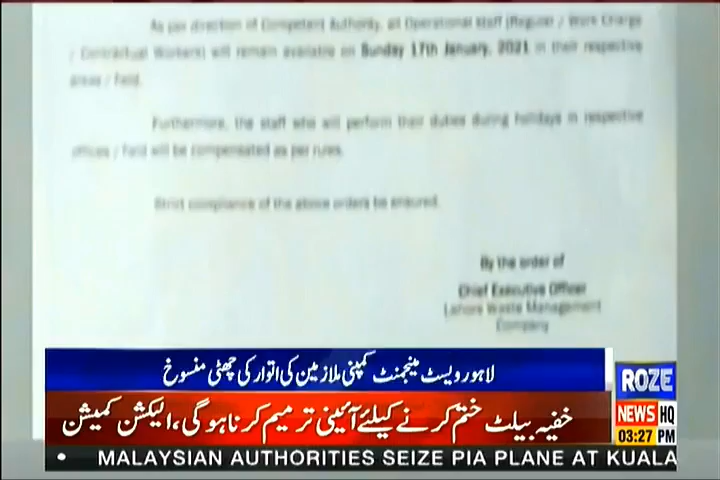 As per direction of Competent Authority, all Operational staff (Regular / Work Charge
/ Contractual Workers) will remain available on Sunday 17th January, 2021 in their respective
areas / field.
Furthermore, the staff who will perform their duties during holidays in respective
offices / field will be compensated as per rules.
Strict compliance of the above orders be ensured.
By the order of
Chief Executive Officer
Lahore Waste Management
Company
لاہور ویسٹ مینجمنٹ کمپنی ملازمین کی اتوار کی چھٹی منسوخ
خفیہ بیلٹ ختم کرنے کیلئے آئینی ترمیم کرنا ہوگی، الیکشن کمیشن
ROZE
NEWS HQ
03:27 PM
• MALAYSIAN AUTHORITIES SEIZE PIA PLANE AT KUALA